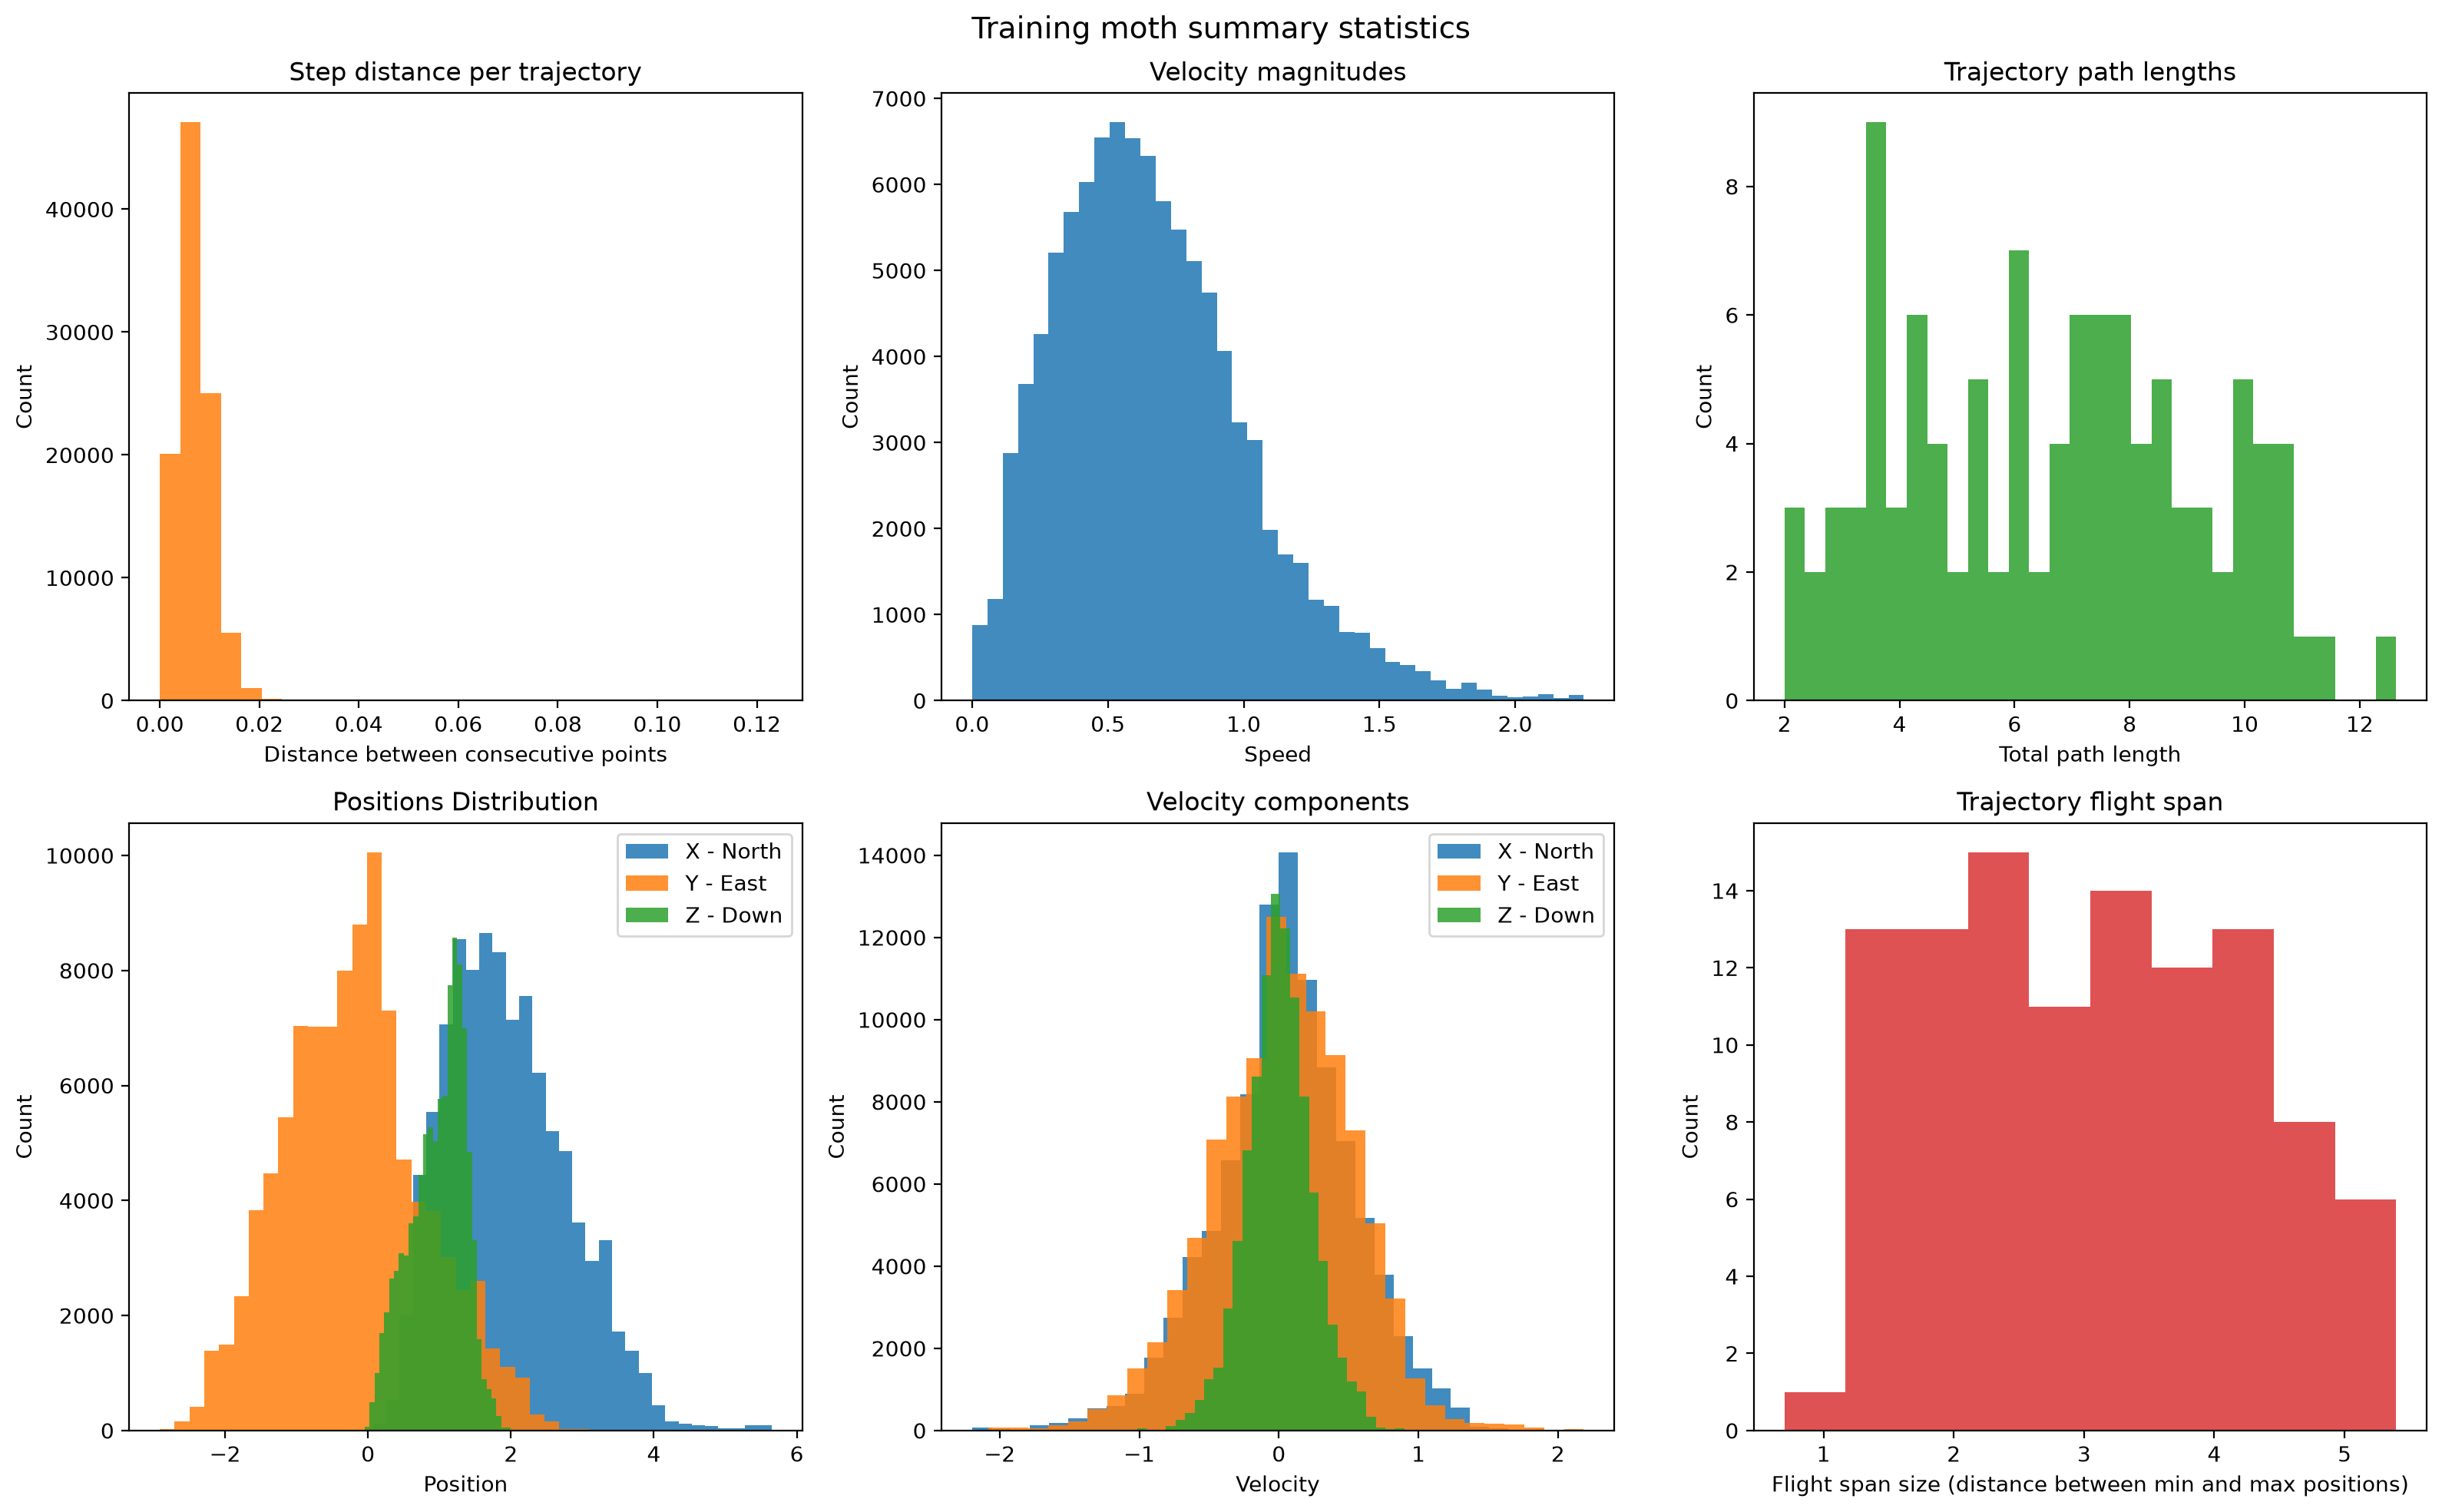 Training moth summary statistics
Step distance per trajectory
Count
0
10000
20000
30000
40000
0.00 0.02 0.04 0.06 0.08 0.10 0.12
Distance between consecutive points
Velocity magnitudes
Count
0
1000
2000
3000
4000
5000
6000
7000
0.0 0.5 1.0 1.5 2.0
Speed
Trajectory path lengths
Count
0
2
4
6
8
2 4 6 8 10 12
Total path length
Positions Distribution
X - North
Y - East
Z - Down
Count
0
2000
4000
6000
8000
10000
−2 0 2 4 6
Position
Velocity components
X - North
Y - East
Z - Down
Count
0
2000
4000
6000
8000
10000
12000
14000
−2 −1 0 1 2
Velocity
Trajectory flight span
Count
0
2
4
6
8
10
12
14
1 2 3 4 5
Flight span size (distance between min and max positions)